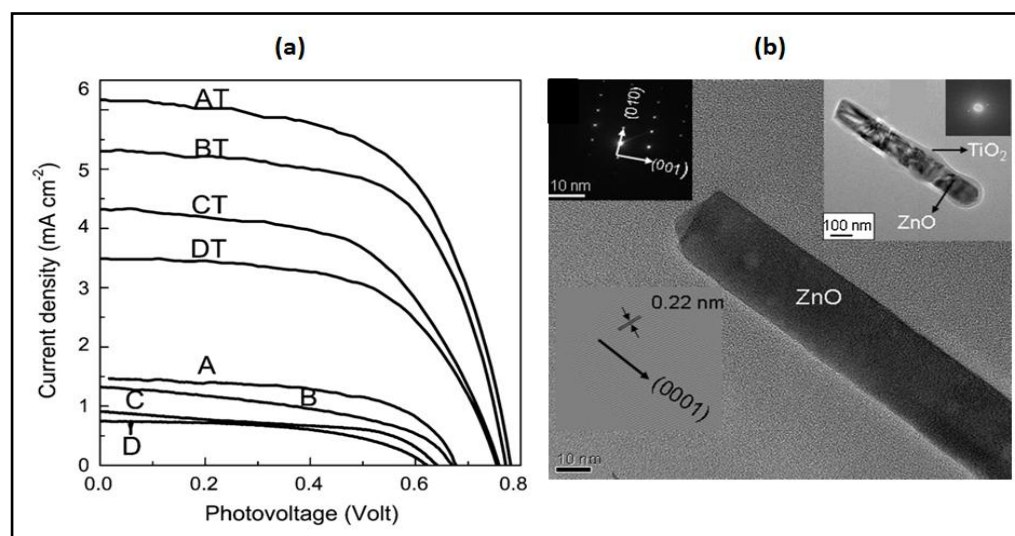 (a)
(b)
Current density (mA cm-2)
6
5
4
3
2
1
0
AT
BT
CT
DT
A
B
C
D
0.0
0.2
0.4
0.6
0.8
Photovoltage (Volt)
(010)
(001)
10 nm
TiO2
ZnO
100 nm
ZnO
0.22 nm
(0001)
10 nm